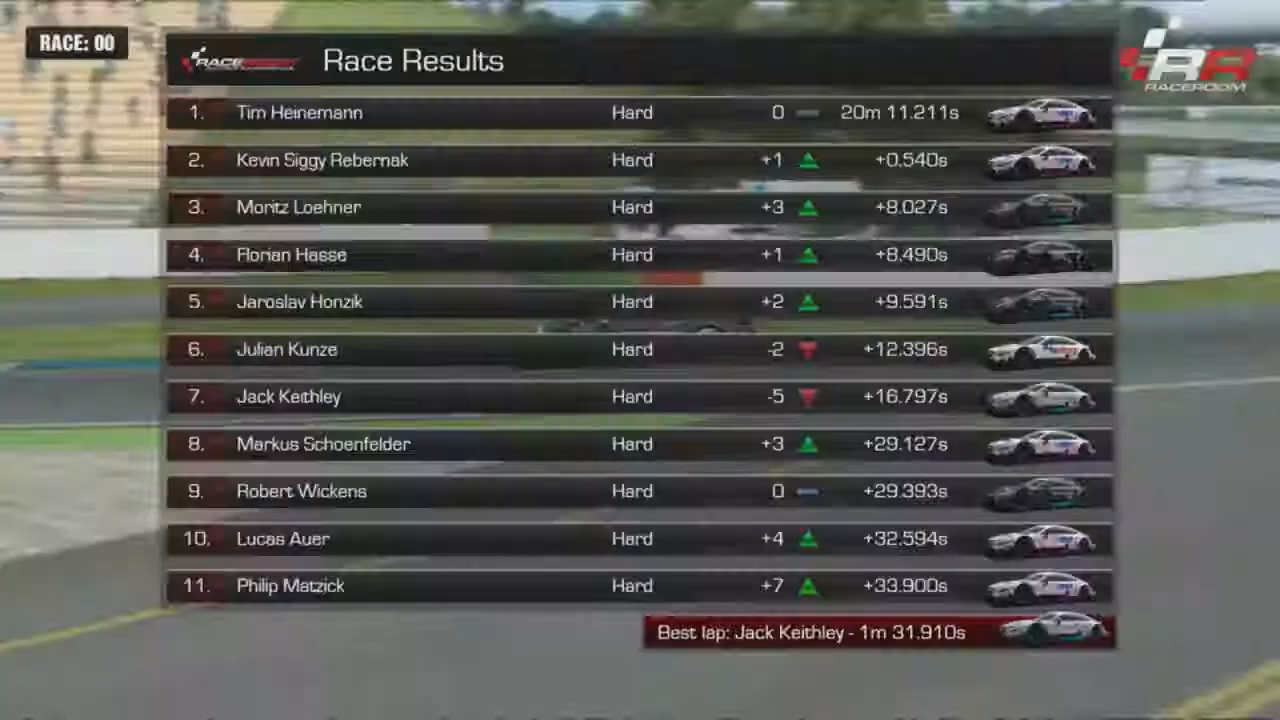 RACE: 00
Race Results
RR
RACEROOM
1. Tim Heinemann Hard 0 20m 11.211s
2. Kevin Siggy Rebernak Hard +1 +0.540s
3. Moritz Loehner Hard +3 +8.027s
4. Florian Hasse Hard +1 +8.490s
5. Jaroslav Honzik Hard +2 +9.591s
6. Julian Kunze Hard -2 +12.396s
7. Jack Keithley Hard -5 +16.797s
8. Markus Schoenfelder Hard +3 +29.127s
9. Robert Wickens Hard 0 +29.393s
10. Lucas Auer Hard +4 +32.594s
11. Philip Matzick Hard +7 +33.900s
Best lap: Jack Keithley - 1m 31.910s